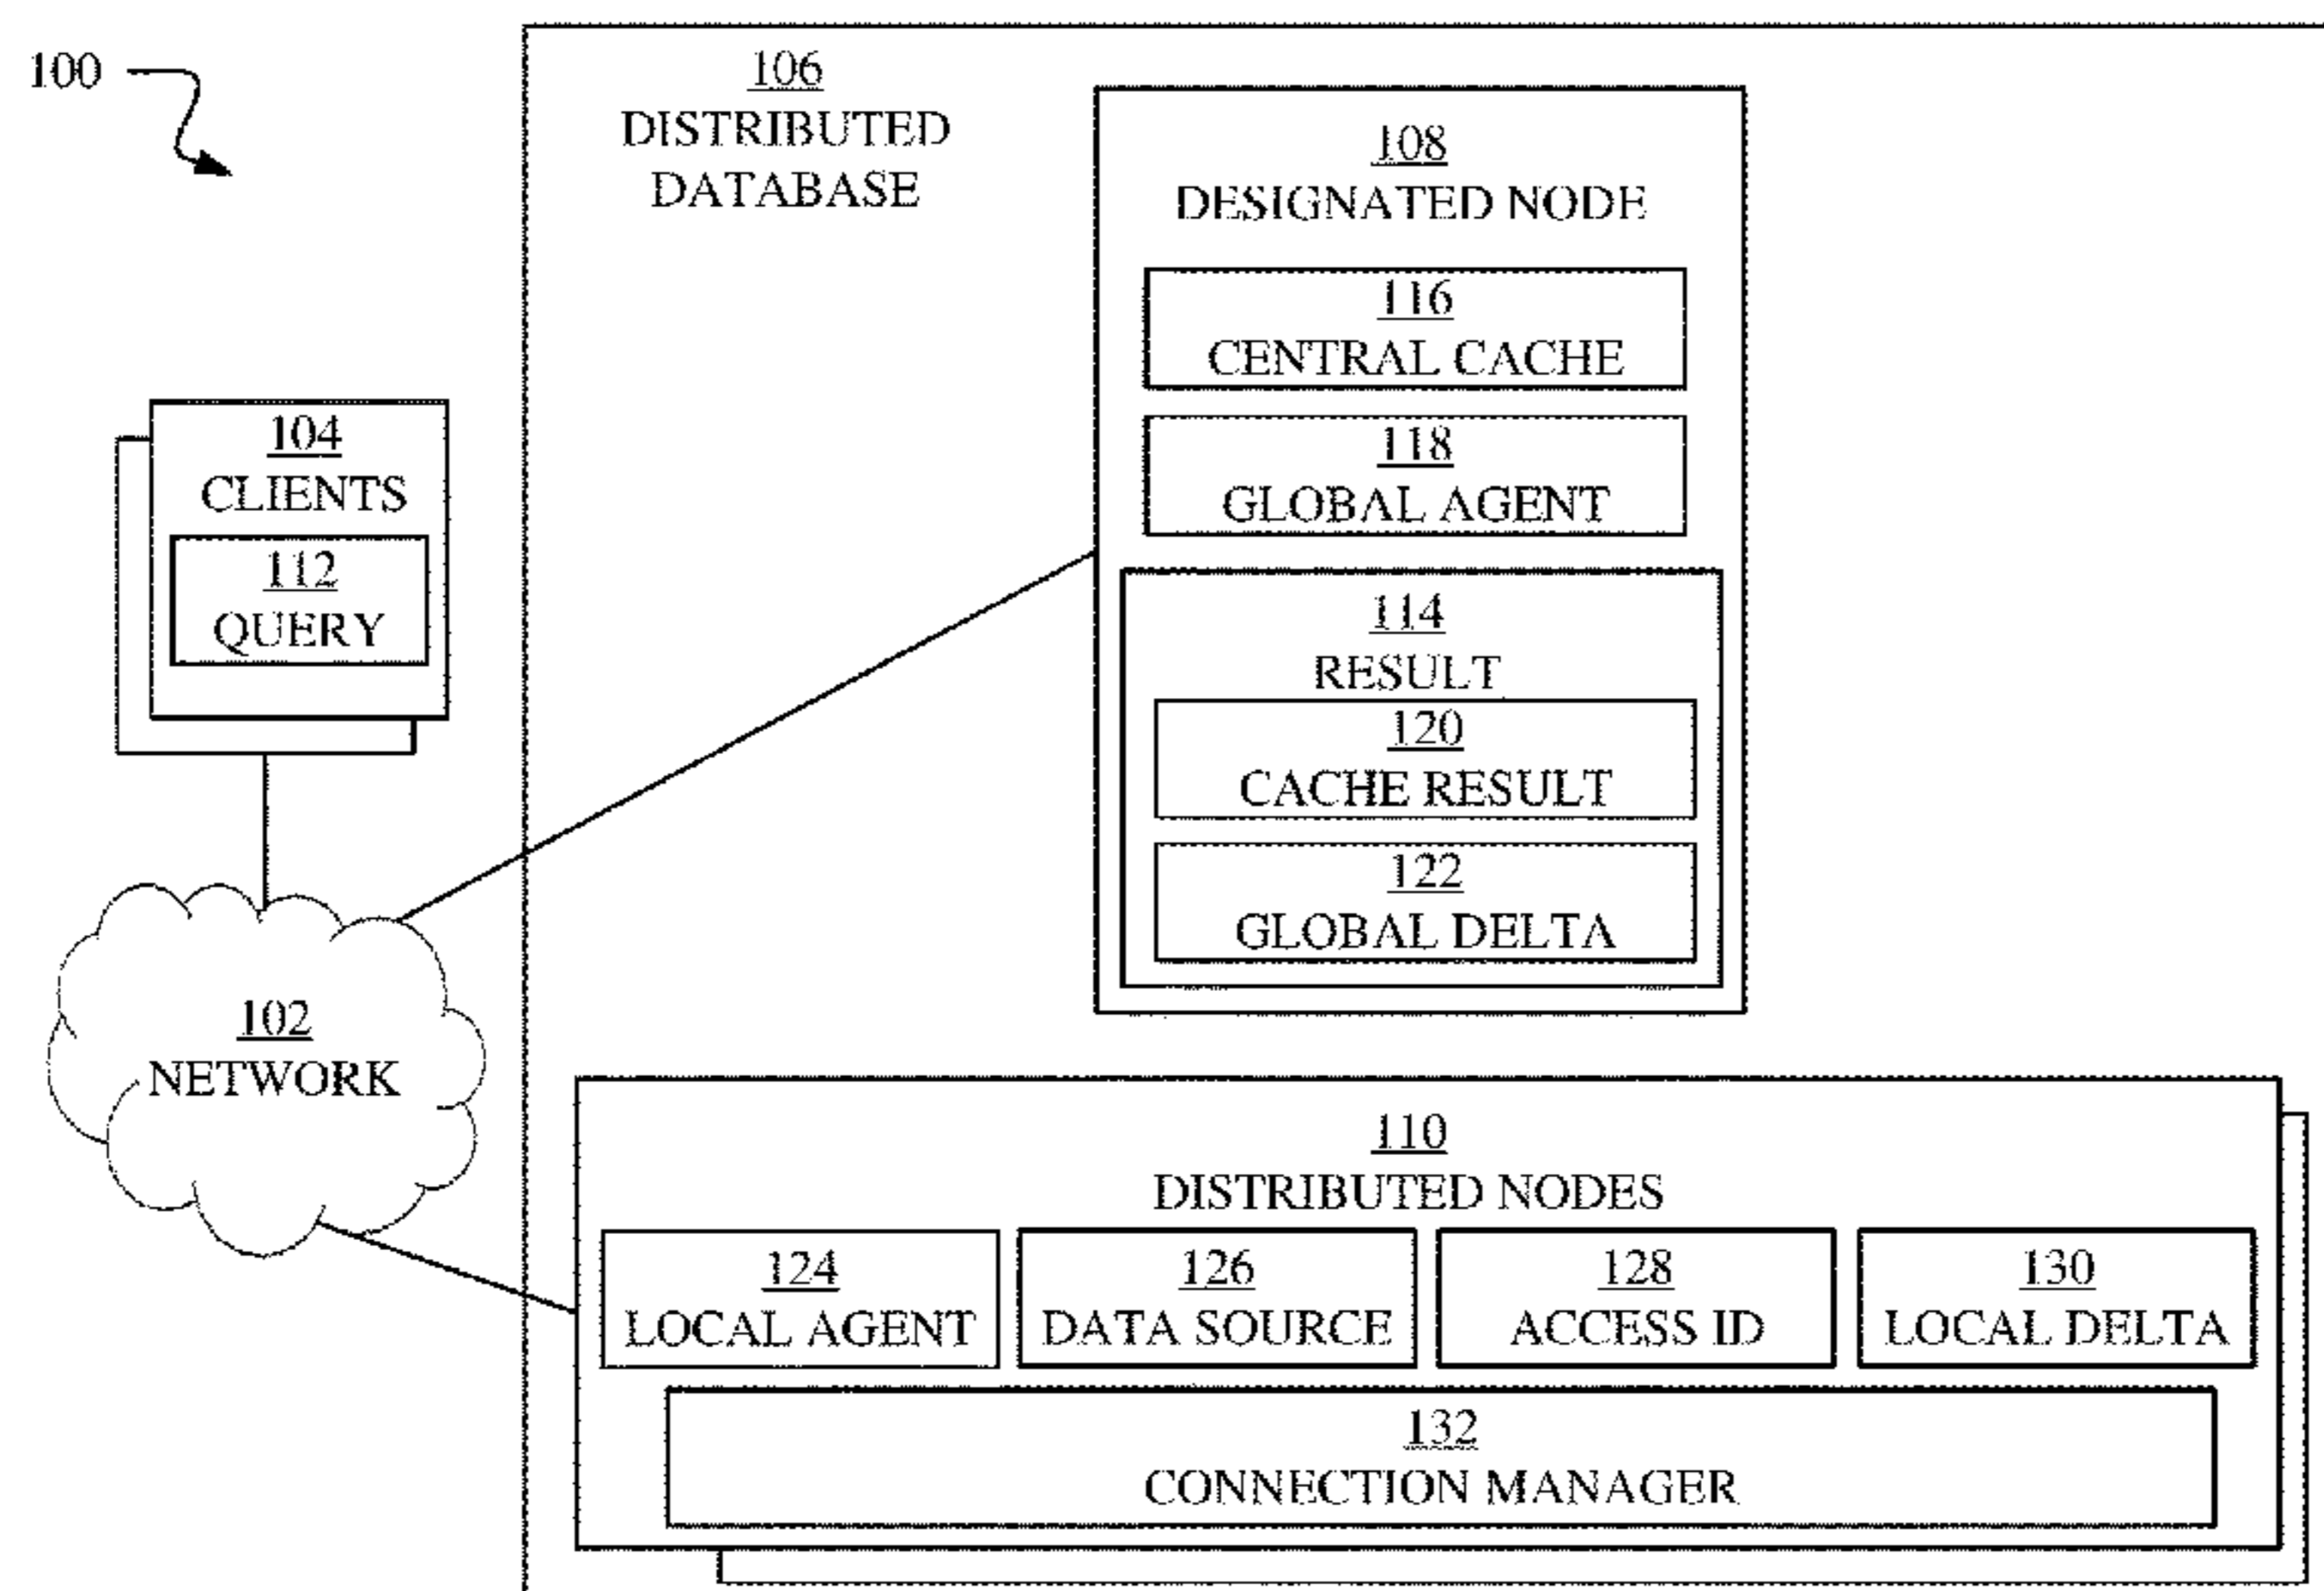 100
106
DISTRIBUTED
DATABASE
108
DESIGNATED NODE
116
CENTRAL CACHE
118
GLOBAL AGENT
114
RESULT
120
CACHE RESULT
122
GLOBAL DELTA
104
CLIENTS
112
QUERY
102
NETWORK
110
DISTRIBUTED NODES
124
LOCAL AGENT
126
DATA SOURCE
128
ACCESS ID
130
LOCAL DELTA
132
CONNECTION MANAGER